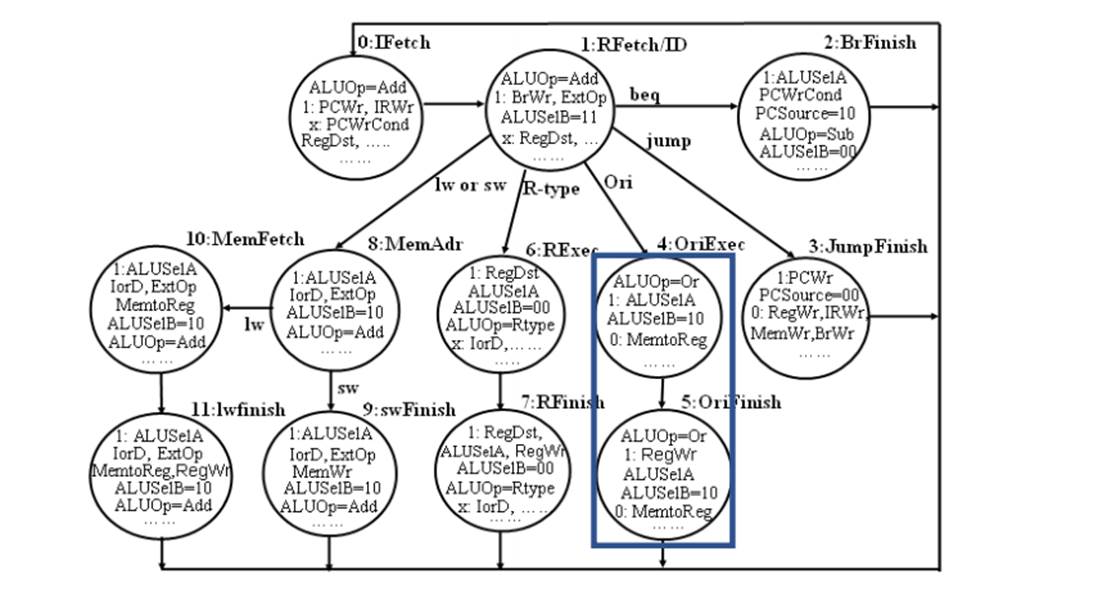 0:IFetch
ALUOp=Add
1: PCWr, IRWr
x: PCWrCond
RegDst, …..
……
1:RFetch/ID
ALUOp=Add
1: BrWr, ExtOp
ALUSelB=11
x: RegDst, …
……
beq
jump
Ori
R-type
lw or sw
2:BrFinish
1:ALUSelA
PCWrCond
PCSource=10
ALUOp=Sub
ALUSelB=00
……
10:MemFetch
1:ALUSelA
IorD,ExtOp
MemtoReg
ALUSelB=10
ALUOp=Add
……
lw
8:MemAdr
1:ALUSelA
IorD,ExtOp
ALUSelB=10
ALUOp=Add
……
sw
6:RExec
1: RegDst
ALUSelA
ALUSelB=00
ALUOp=Rtype
x: IorD,……
…..
4:OriExec
ALUOp=Or
1: ALUSelA
ALUSelB=10
0: MemtoReg
……
3:JumpFinish
1:PCWr
PCSource=00
0: RegWr,IRWr,
MemWr,BrWr
……
11:lwfinish
1: ALUSelA
IorD, ExtOp
MemtoReg,RegWr
ALUSelB=10
ALUOp=Add
……
9:swFinish
1:ALUSelA
IorD,ExtOp
MemWr
ALUSelB=10
ALUOp=Add
……
7:RFinish
1: RegDst,
ALUSelA, RegWr
ALUSelB=00
ALUOp=Rtype
x: IorD, …..
……
5:OriFinish
ALUOp=Or
1: RegWr
ALUSelA
ALUSelB=10
0: MemtoReg
……